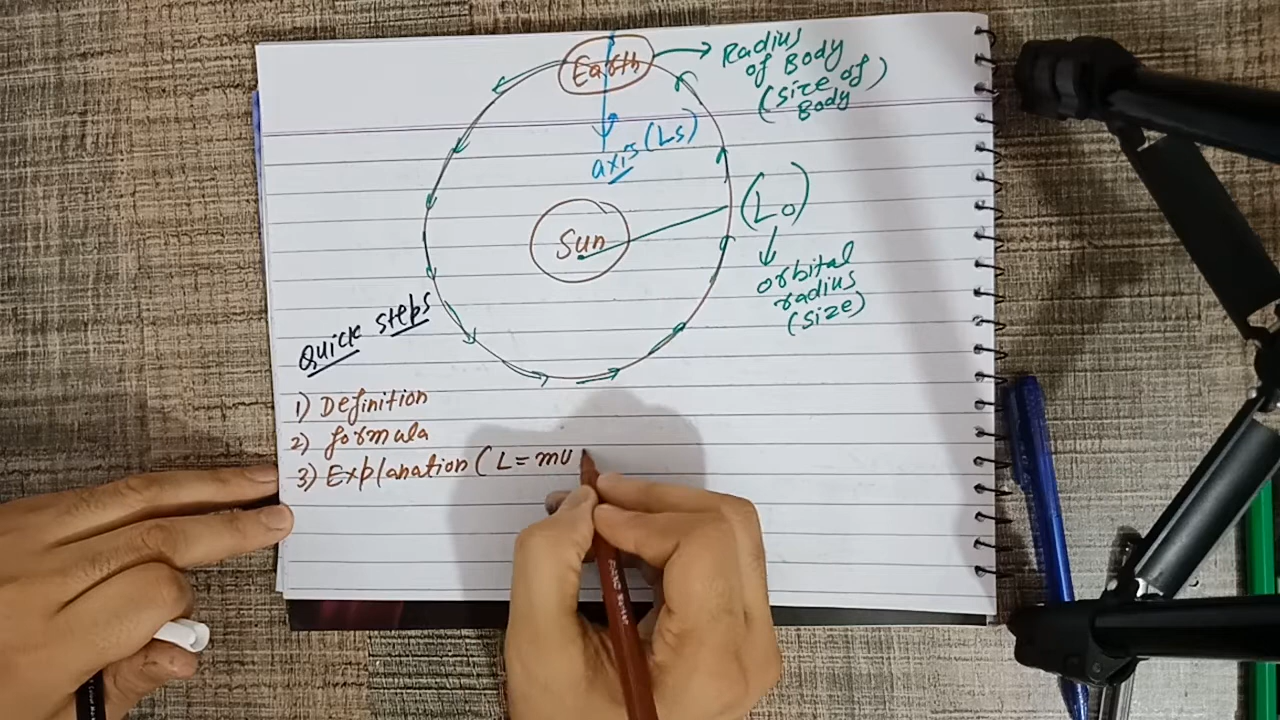 Earth
Radius
of Body
(size of
Body)
axis (Ls)
(Lo)
Sun
orbital
radius
(size)
Quick steps
1) Definition
2) formula
3) Explanation ( L = mv